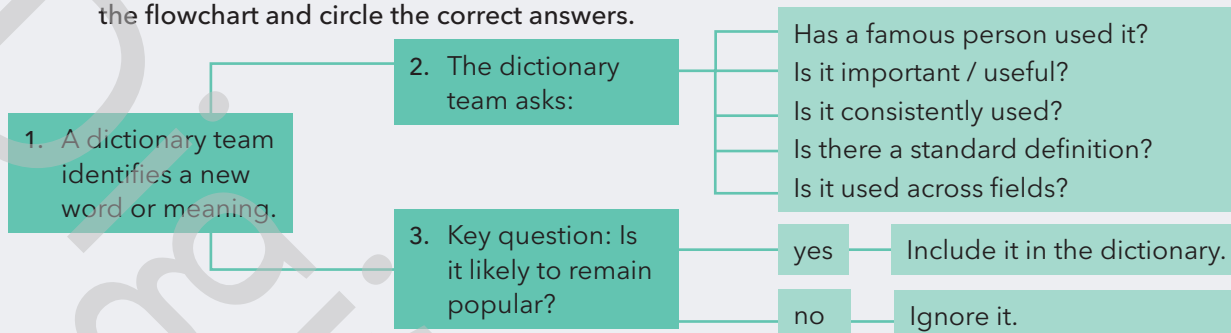 the flowchart and circle the correct answers.
1. A dictionary team
identifies a new
word or meaning.
2. The dictionary
team asks:
Has a famous person used it?
Is it important / useful?
Is it consistently used?
Is there a standard definition?
Is it used across fields?
3. Key question: Is
it likely to remain
popular?
yes
Include it in the dictionary.
no
Ignore it.